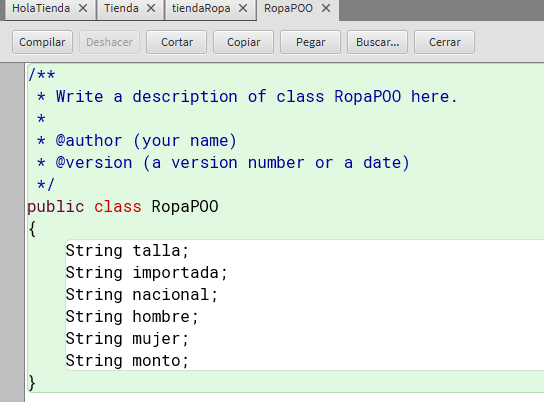 HolaTienda × Tienda × tiendaRopa × RopaPOO ×
Compilar Deshacer Cortar Copiar Pegar Buscar... Cerrar
/**
 * Write a description of class RopaPOO here.
 *
 * @author (your name)
 * @version (a version number or a date)
 */
public class RopaPOO
{
    String talla;
    String importada;
    String nacional;
    String hombre;
    String mujer;
    String monto;
}